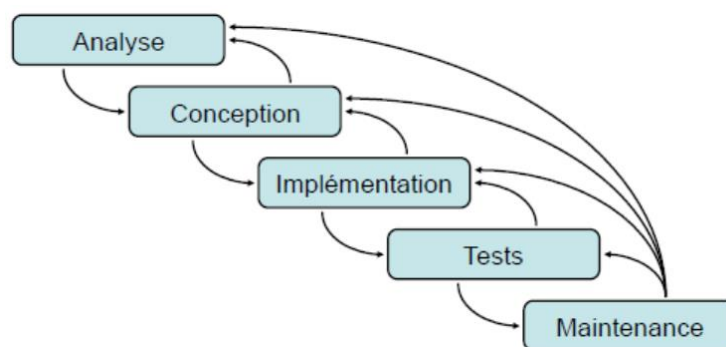 Analyse
Conception
Implémentation
Tests
Maintenance